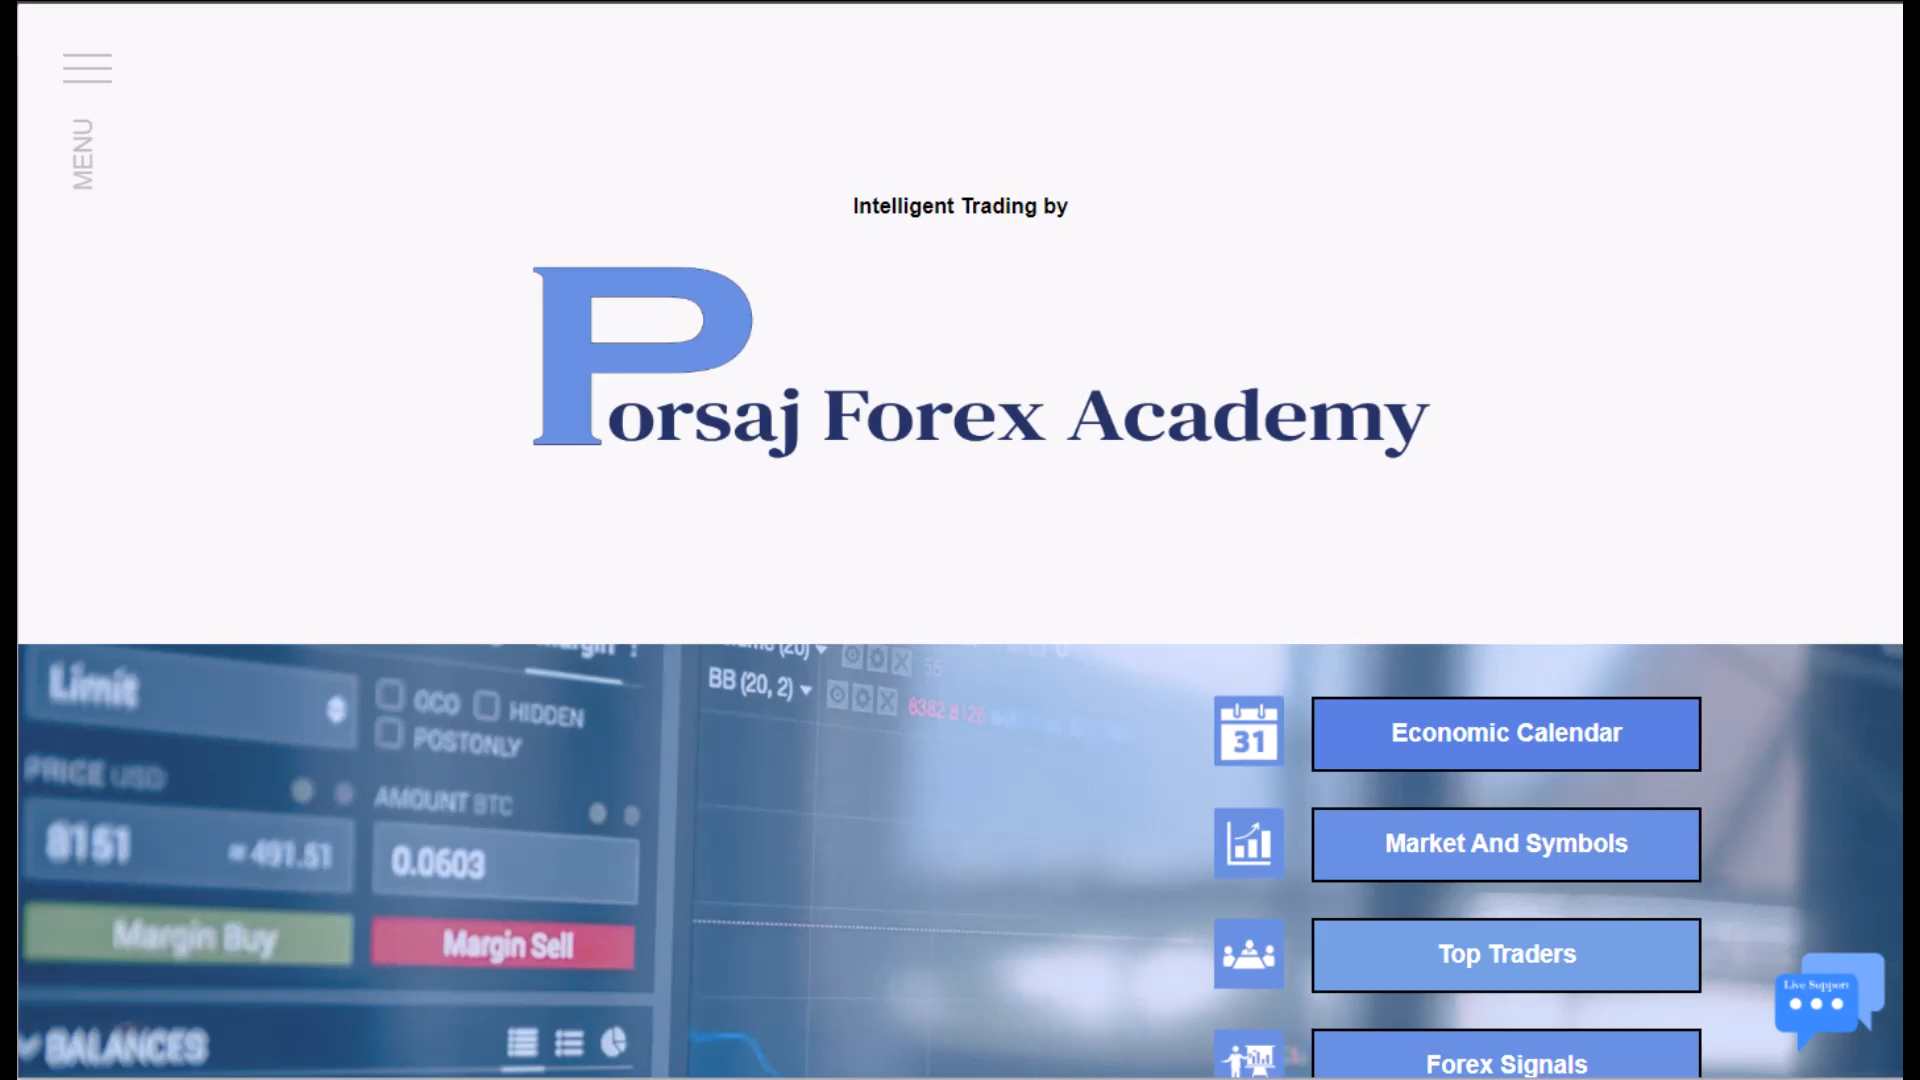 MENU
Intelligent Trading by
Porsaj Forex Academy
Limit
OCO
HIDDEN
POSTONLY
PRICE USD
AMOUNT BTC
8151
≈ 491.51
0.0603
Margin Buy
Margin Sell
BALANCES
BB (20, 2)
8382 8126
31
Economic Calendar
Market And Symbols
Top Traders
Forex Signals
Live Support